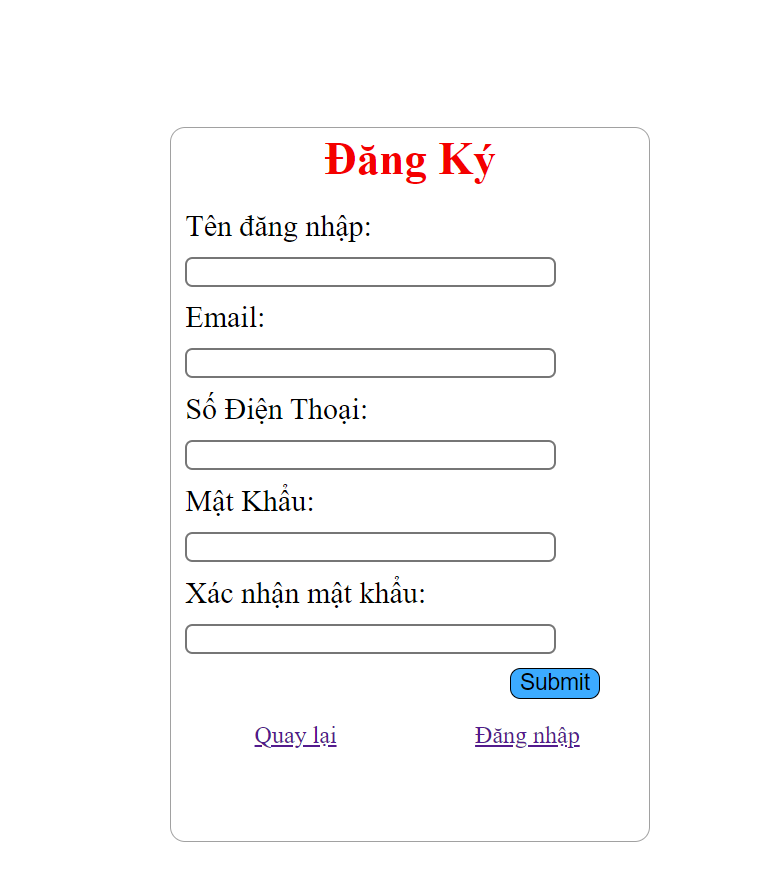 Đăng Ký
Tên đăng nhập:
Email:
Số Điện Thoại:
Mật Khẩu:
Xác nhận mật khẩu:
Submit
Quay lại Đăng nhập